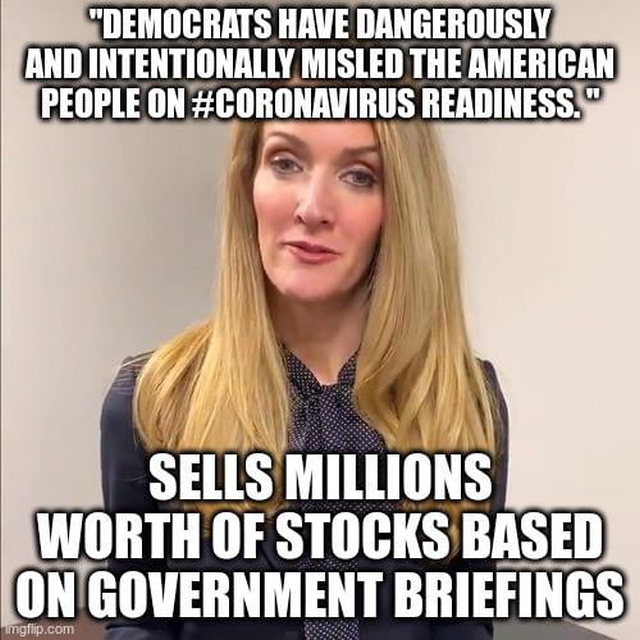 "DEMOCRATS HAVE DANGEROUSLY
AND INTENTIONALLY MISLED THE AMERICAN
PEOPLE ON #CORONAVIRUS READINESS. "
SELLS MILLIONS
WORTH OF STOCKS BASED
ON GOVERNMENT BRIEFINGS
imgflip.com